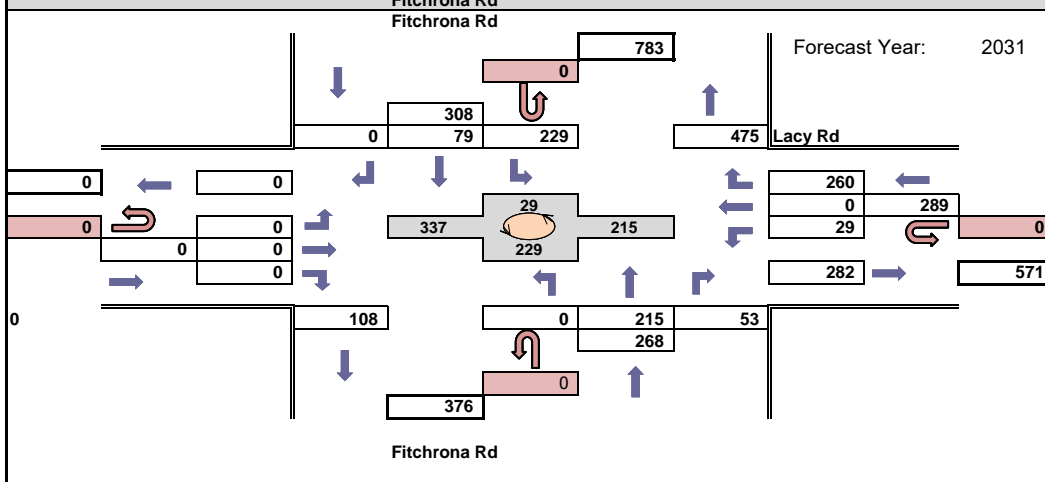 Fitchrona Rd
Fitchrona Rd
783
Forecast Year: 2031
0
308
0 79 229 475 Lacy Rd
0 0 260
29 0 289
0 0 337 215 29 0
0 0 229
0 282 571
0 108 0 215 53
268
0
376
Fitchrona Rd